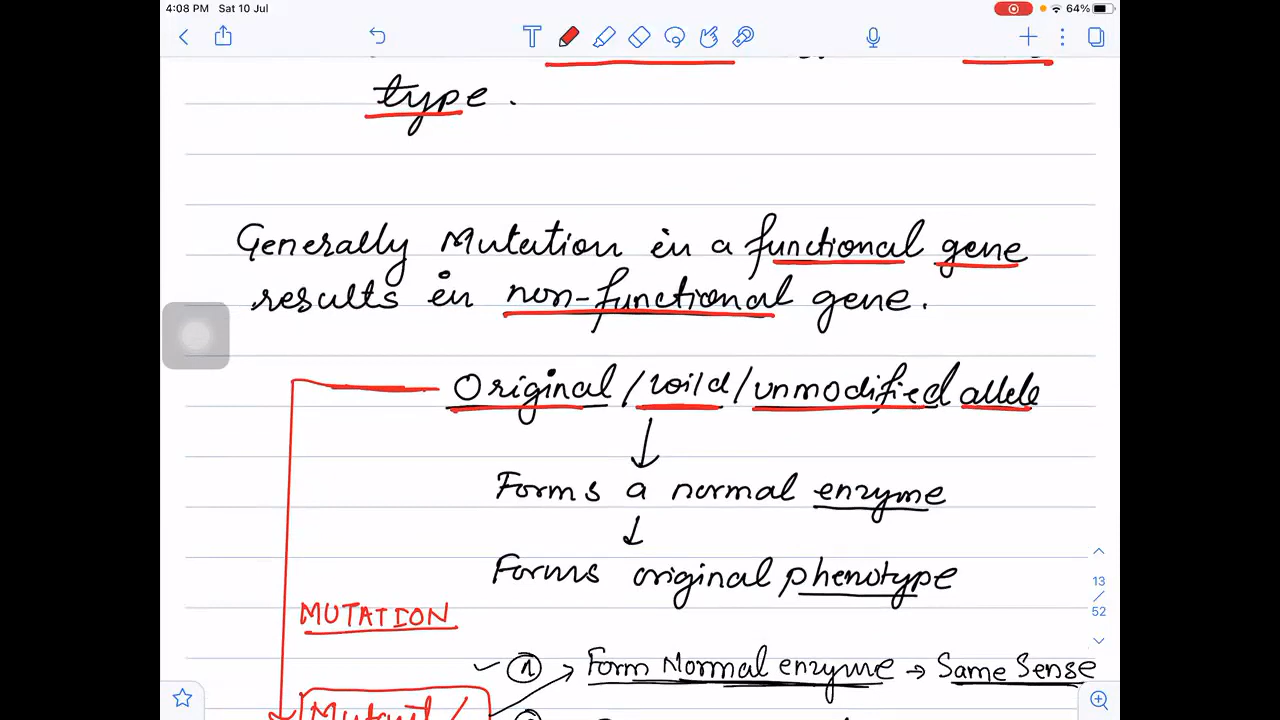 4:08 PM Sat 10 Jul
64%
type.
Generally Mutation in a functional gene
results in non-functional gene.
Original / wild / unmodified allele
Forms a normal enzyme
Forms original phenotype
13
/
52
MUTATION
① → Form Normal enzyme → Same Sense
Mutant /